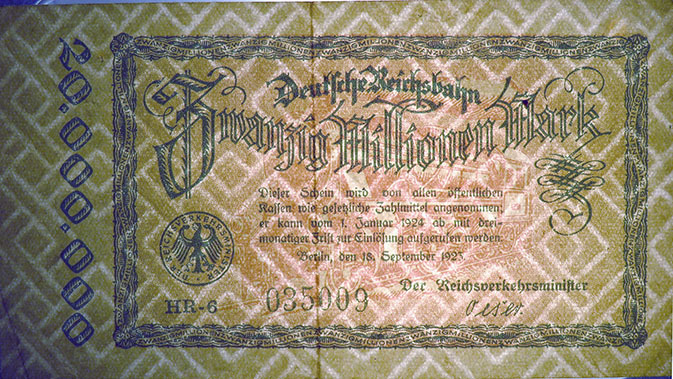 20.000.000
Deutsche Reichsbahn
Zwanzig Millionen Mark
Dieser Schein wird von allen öffentlichen
Kassen wie gesetzliche Zahlmittel angenommen;
er kann vom 1. Januar 1924 ab mit drei-
monatiger Frist zur Einlösung aufgerufen werden.
Berlin, den 18. September 1923.
Der Reichsverkehrsminister
HR-6 035009 Oeser.